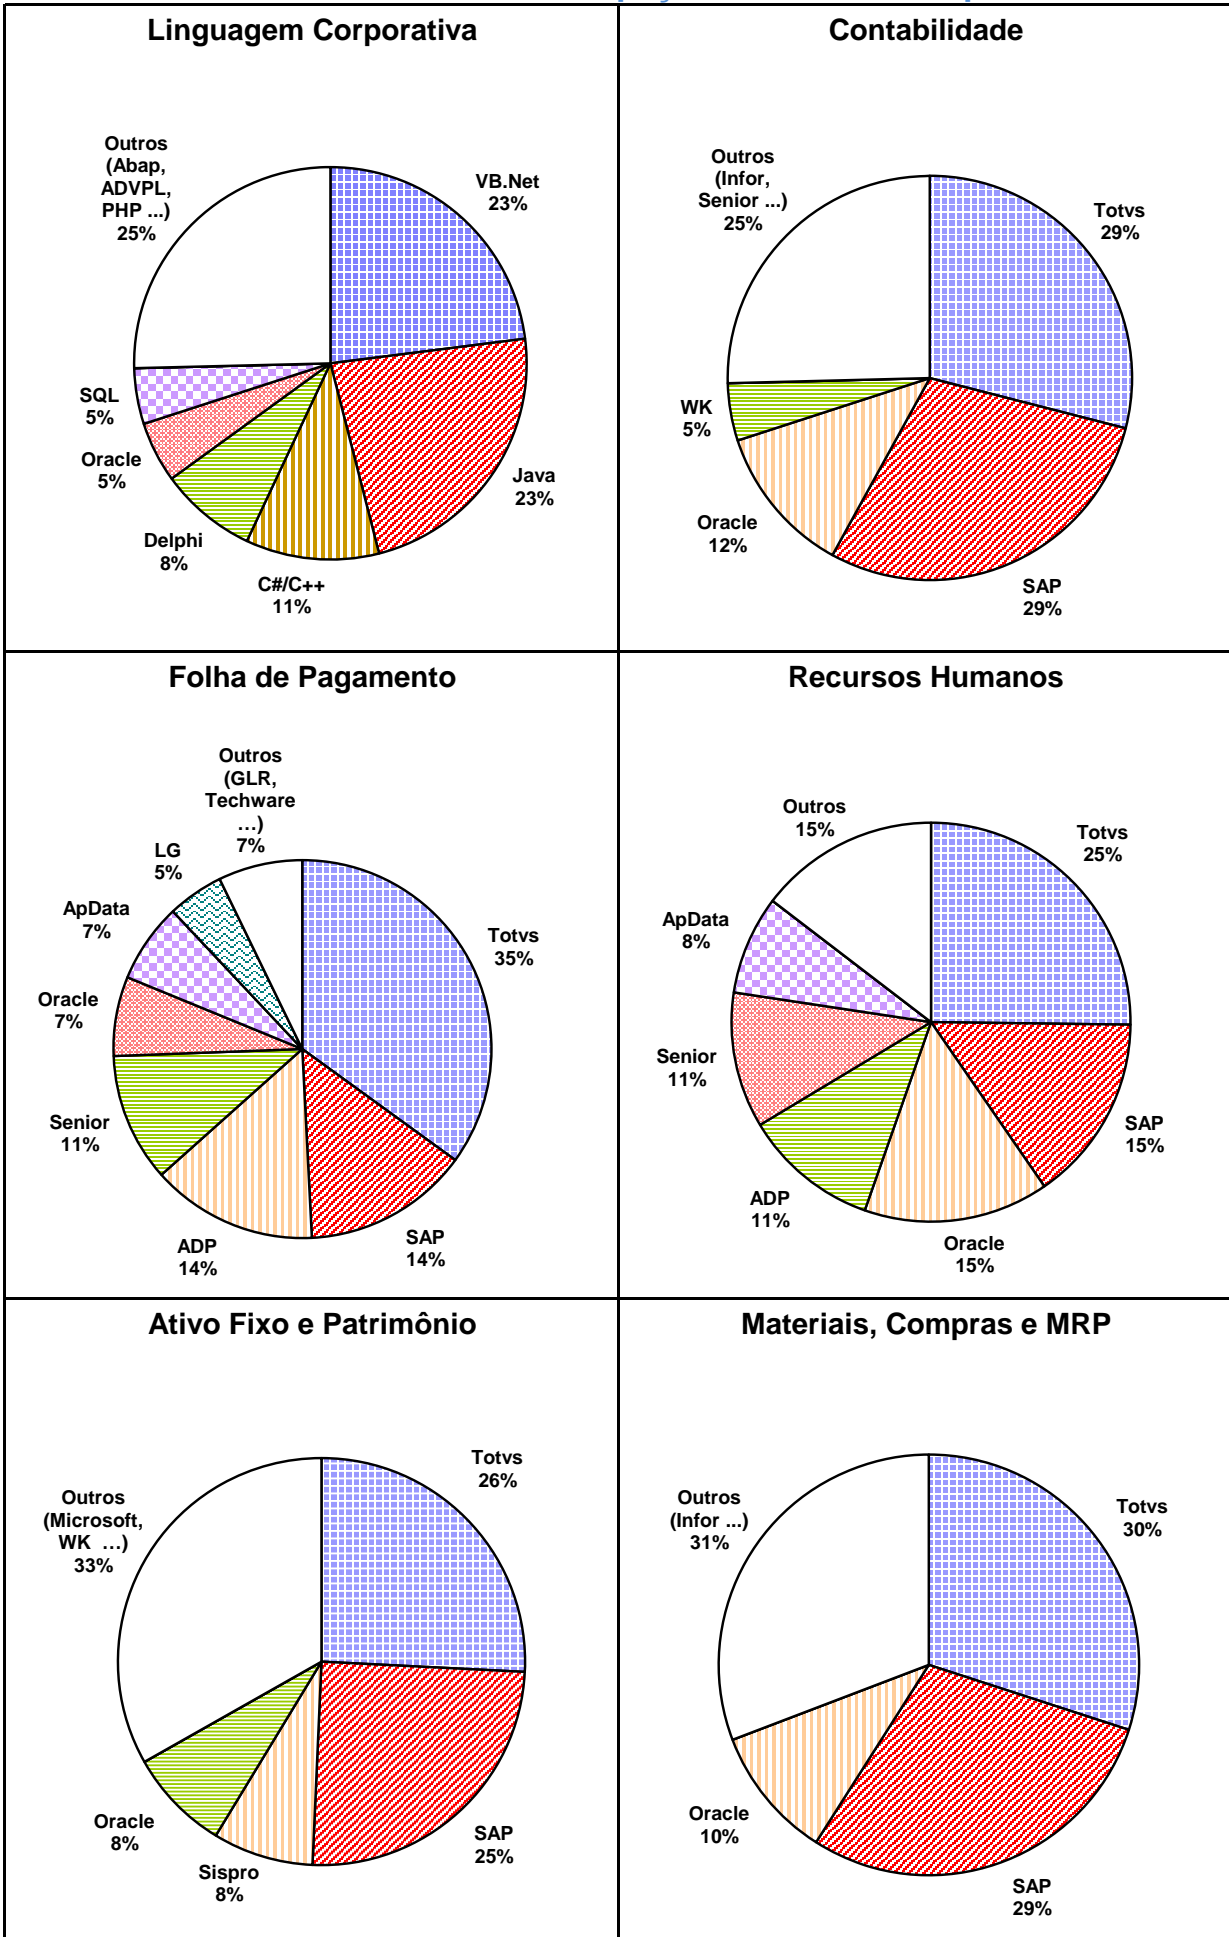 Linguagem Corporativa
Outros
(Abap,
ADVPL,
PHP ...)
25%
VB.Net
23%
Java
23%
C#/C++
11%
Delphi
8%
Oracle
5%
SQL
5%
Contabilidade
Outros
(Infor,
Senior ...)
25%
Totvs
29%
SAP
29%
Oracle
12%
WK
5%
Folha de Pagamento
Outros
(GLR,
Techware
...)
7%
Totvs
35%
SAP
14%
ADP
14%
Senior
11%
Oracle
7%
ApData
7%
LG
5%
Recursos Humanos
Outros
15%
Totvs
25%
SAP
15%
Oracle
15%
ADP
11%
Senior
11%
ApData
8%
Ativo Fixo e Patrimônio
Outros
(Microsoft,
WK ...)
33%
Totvs
26%
SAP
25%
Sispro
8%
Oracle
8%
Materiais, Compras e MRP
Outros
(Infor ...)
31%
Totvs
30%
SAP
29%
Oracle
10%